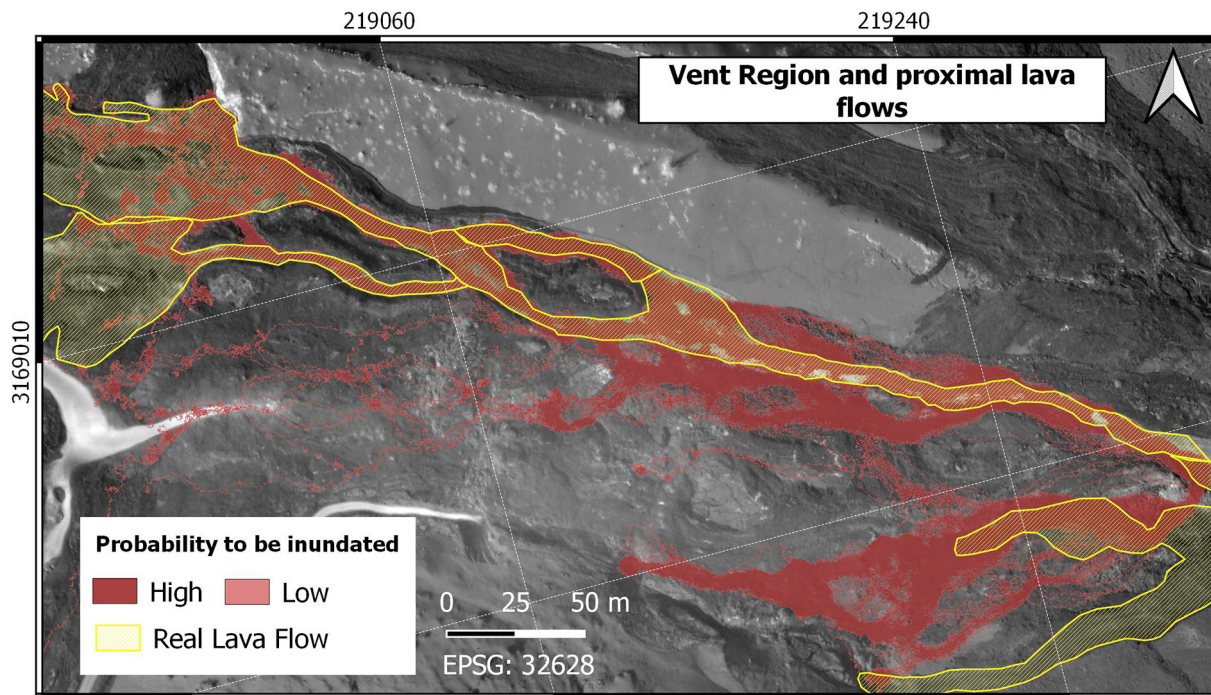 219060
219240
Vent Region and proximal lava
flows
3169010
Probability to be inundated
High
Low
Real Lava Flow
0 25 50 m
EPSG: 32628